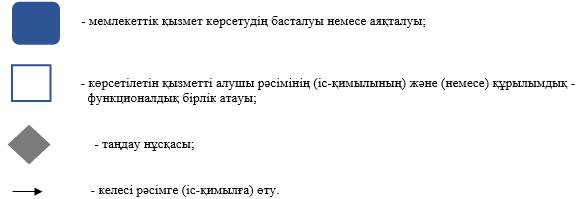 - мемлекеттік қызмет көрсетудің басталуы немесе аяқталуы;
- көрсетілетін қызметті алушы рәсімінің (іс-қимылының) және (немесе) құрылымдық -
функционалдық бірлік атауы;
- таңдау нұсқасы;
- келесі рәсімге (іс-қимылға) өту.